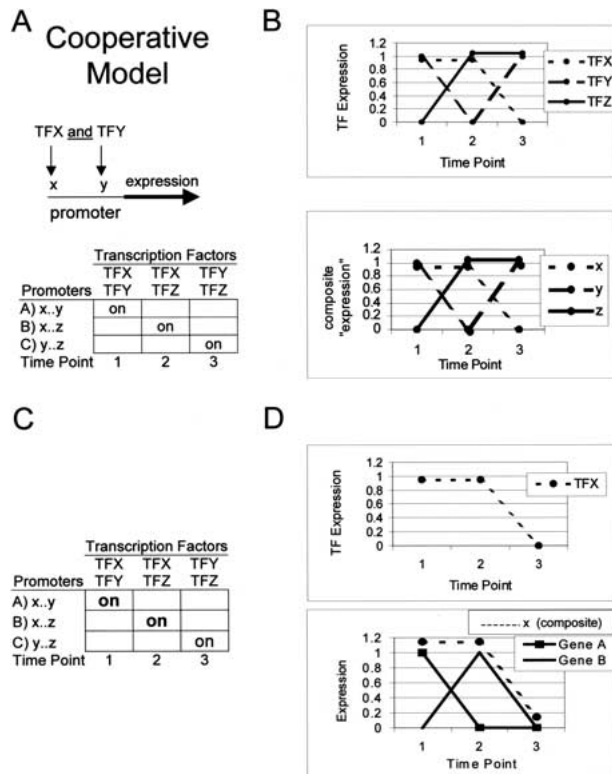 A
Cooperative
Model
TFX and TFY
x y expression
promoter
Transcription Factors
TFX TFX TFY
Promoters TFY TFZ TFZ
A) x..y on
B) x..z on
C) y..z on
Time Point 1 2 3
B
TF Expression
1.2
1
0.8
0.6
0.4
0.2
0
1 2 3
Time Point
TFX
TFY
TFZ
composite
"expression"
1.2
1
0.8
0.6
0.4
0.2
0
1 2 3
Time Point
x
y
z
C
Transcription Factors
TFX TFX TFY
Promoters TFY TFZ TFZ
A) x..y on
B) x..z on
C) y..z on
Time Point 1 2 3
D
TF Expression
1.2
1
0.8
0.6
0.4
0.2
0
1 2 3
Time Point
TFX
x (composite)
Gene A
Gene B
Expression
1.2
1
0.8
0.6
0.4
0.2
0
1 2 3
Time Point